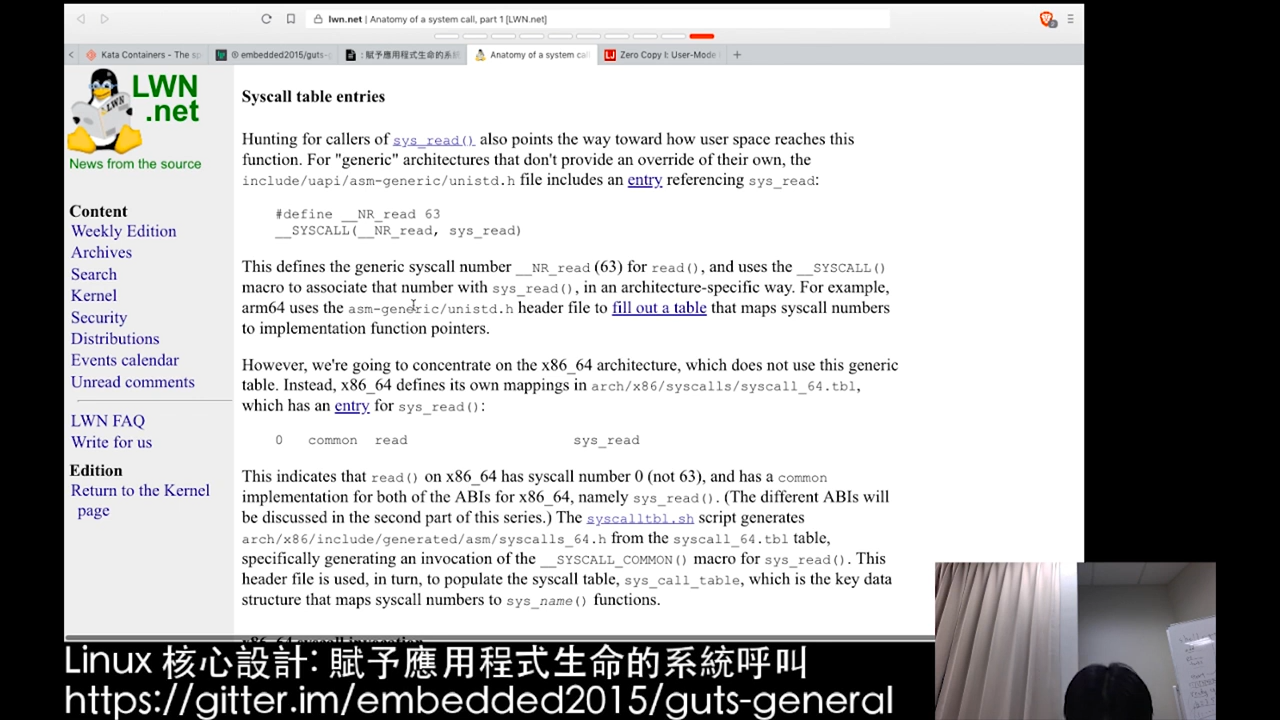 lwn.net | Anatomy of a system call, part 1 [LWN.net]
Kata Containers - The sp
embedded2015/guts-g
: 賦予應用程式生命的系統
Anatomy of a system call
Zero Copy I: User-Mode
LWN
.net
News from the source
Content
Weekly Edition
Archives
Search
Kernel
Security
Distributions
Events calendar
Unread comments
LWN FAQ
Write for us
Edition
Return to the Kernel
page
Syscall table entries
Hunting for callers of sys_read() also points the way toward how user space reaches this
function. For "generic" architectures that don't provide an override of their own, the
include/uapi/asm-generic/unistd.h file includes an entry referencing sys_read:
#define __NR_read 63
__SYSCALL(__NR_read, sys_read)
This defines the generic syscall number __NR_read (63) for read(), and uses the __SYSCALL()
macro to associate that number with sys_read(), in an architecture-specific way. For example,
arm64 uses the asm-generic/unistd.h header file to fill out a table that maps syscall numbers
to implementation function pointers.
However, we're going to concentrate on the x86_64 architecture, which does not use this generic
table. Instead, x86_64 defines its own mappings in arch/x86/syscalls/syscall_64.tbl,
which has an entry for sys_read():
0 common read sys_read
This indicates that read() on x86_64 has syscall number 0 (not 63), and has a common
implementation for both of the ABIs for x86_64, namely sys_read(). (The different ABIs will
be discussed in the second part of this series.) The syscalltbl.sh script generates
arch/x86/include/generated/asm/syscalls_64.h from the syscall_64.tbl table,
specifically generating an invocation of the __SYSCALL_COMMON() macro for sys_read(). This
header file is used, in turn, to populate the syscall table, sys_call_table, which is the key data
structure that maps syscall numbers to sys_name() functions.
x86_64 syscall invocation
Linux 核心設計: 賦予應用程式生命的系統呼叫
https://gitter.im/embedded2015/guts-general